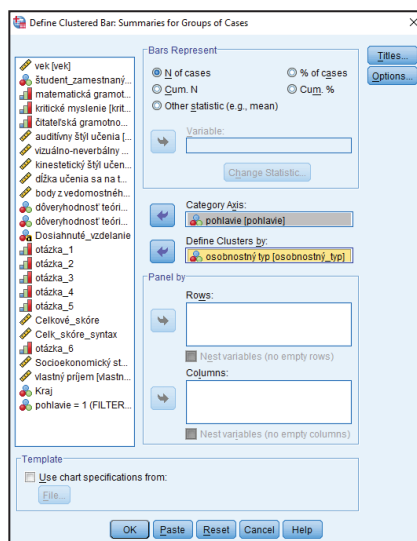 Define Clustered Bar: Summaries for Groups of Cases
vek [vek]
študent_zamestnaný...
matematická gramot...
kritické myslenie [krit...
čitateľská gramotno...
auditívny štýl učenia [...
vizuálno-neverbálny ...
kinestetický štýl učen...
dĺžka učenia sa na t...
body z vedomostnéh...
dôveryhodnosť teóri...
dôveryhodnosť teóri...
Dosiahnuté_vzdelanie
otázka_1
otázka_2
otázka_3
otázka_4
otázka_5
Celkové_skóre
Celk_skóre_syntax
otázka_6
Socioekonomický st...
vlastný príjem [vlastn...
Kraj
pohlavie = 1 (FILTER...
Bars Represent
N of cases
% of cases
Cum. N
Cum. %
Other statistic (e.g., mean)
Variable:
Change Statistic...
Category Axis:
pohlavie [pohlavie]
Define Clusters by:
osobnostný typ [osobnostný_typ]
Panel by
Rows:
Nest variables (no empty rows)
Columns:
Nest variables (no empty columns)
Titles...
Options...
Template
Use chart specifications from:
File...
OK Paste Reset Cancel Help